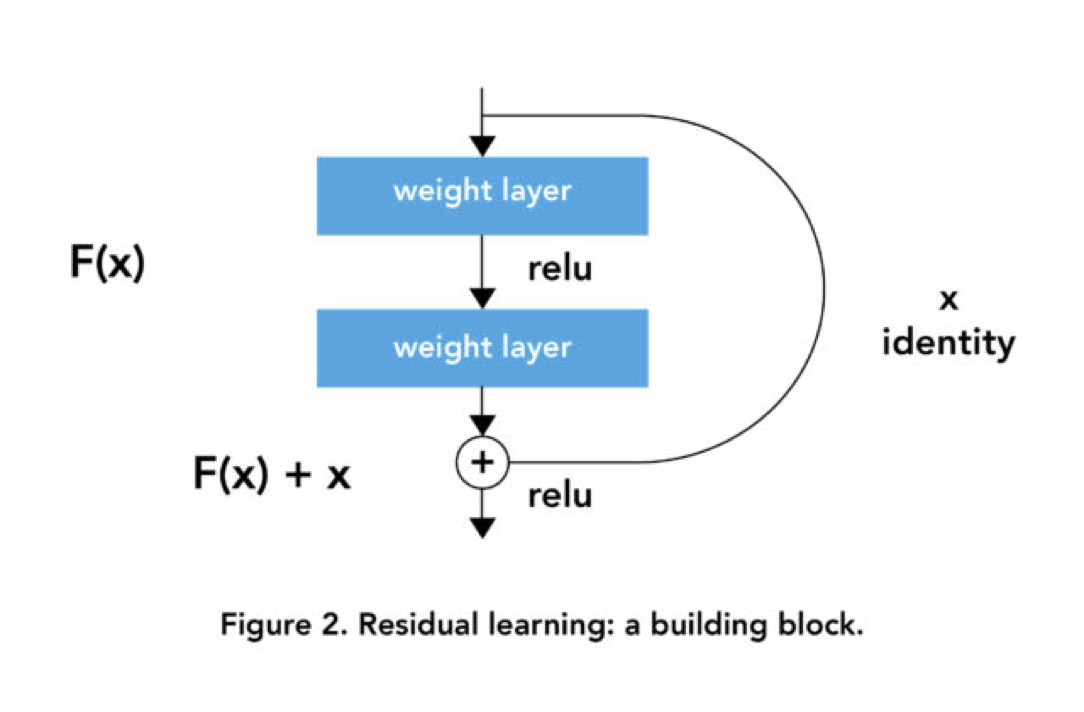 weight layer
F(x)
relu
x
identity
weight layer
F(x) + x
+
relu
Figure 2. Residual learning: a building block.